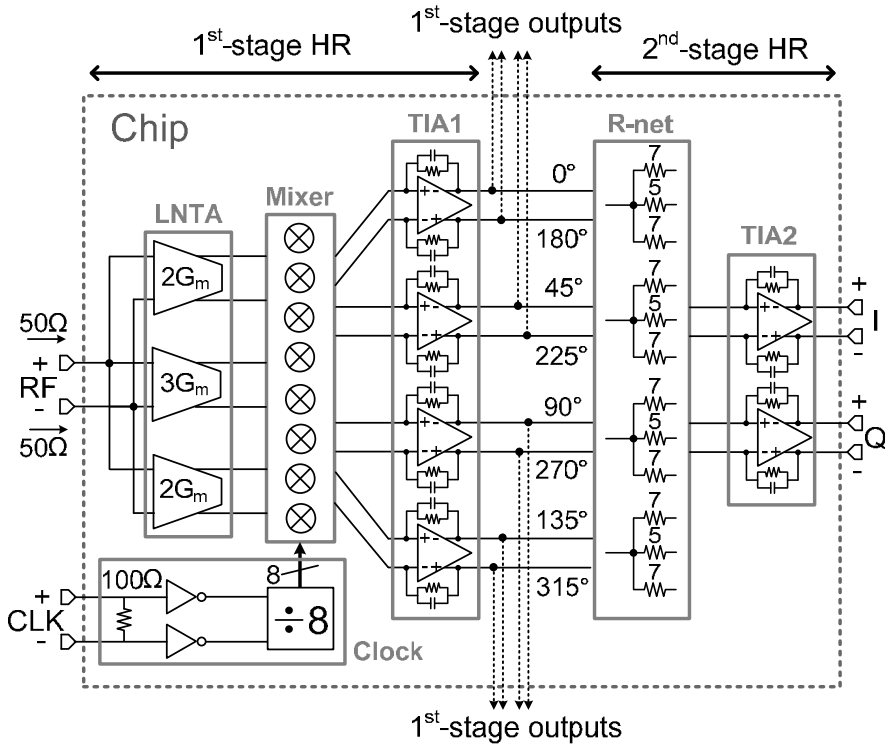 1st-stage outputs
1st-stage HR
2nd-stage HR
Chip
TIA1
R-net
Mixer
LNTA
TIA2
2Gm
3Gm
2Gm
50Ω
+
RF
-
50Ω
+ -
- +
+ -
- +
+ -
- +
+ -
- +
0°
180°
45°
225°
90°
270°
135°
315°
7
5
7
7
5
7
7
5
7
7
5
7
+ -
- +
+ -
- +
+
I
-
+
Q
-
100Ω
8
+
CLK
-
÷8
Clock
1st-stage outputs